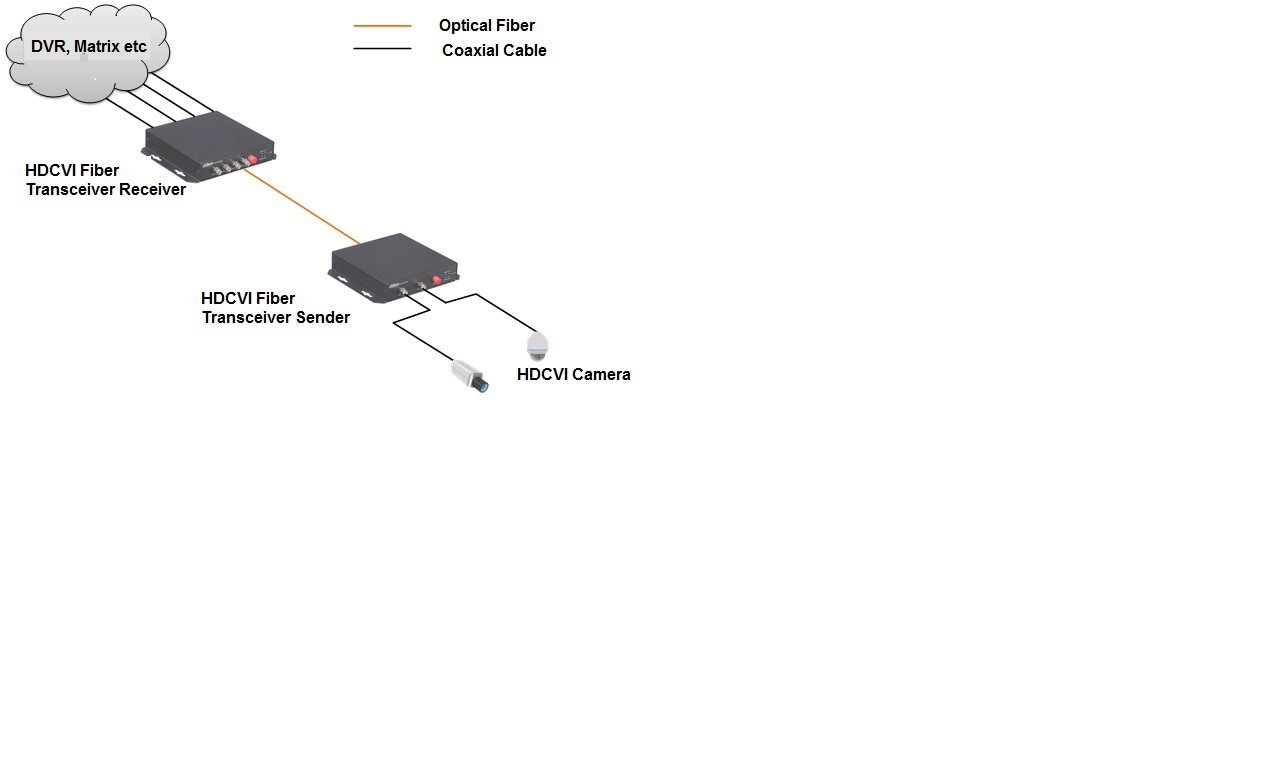 Optical Fiber
Coaxial Cable
DVR, Matrix etc
HDCVI Fiber
Transceiver Receiver
HDCVI Fiber
Transceiver Sender
HDCVI Camera